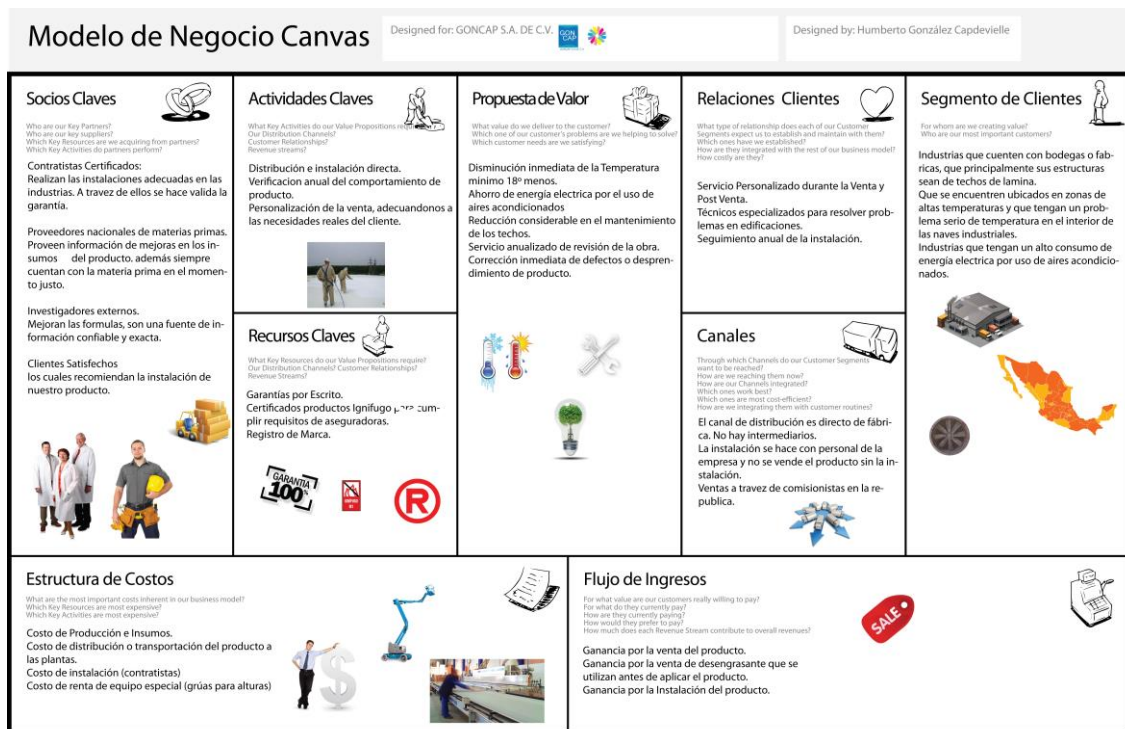 Modelo de Negocio Canvas
Designed for: GONCAP S.A. DE C.V.
GON
CAP
Designed by: Humberto González Capdevielle
Socios Claves
Who are our Key Partners?
Who are our key suppliers?
Which Key Resources are we acquiring from partners?
Which Key Activities do partners perform?
Contratistas Certificados:
Realizan las instalaciones adecuadas en las
industrias. A travez de ellos se hace valida la
garantía.
Proveedores nacionales de materias primas.
Proveen información de mejoras en los in-
sumos del producto. además siempre
cuentan con la materia prima en el momen-
to justo.
Investigadores externos.
Mejoran las formulas, son una fuente de in-
formación confiable y exacta.
Clientes Satisfechos
los cuales recomiendan la instalación de
nuestro producto.
Actividades Claves
What Key Activities do our Value Propositions require?
Our Distribution Channels?
Customer Relationships?
Revenue streams?
Distribución e instalación directa.
Verificacion anual del comportamiento de
producto.
Personalización de la venta, adecuandonos a
las necesidades reales del cliente.
Recursos Claves
What Key Resources do our Value Propositions require?
Our Distribution Channels? Customer Relationships?
Revenue Streams?
Garantías por Escrito.
Certificados productos Ignifugo para cum-
plir requisitos de aseguradoras.
Registro de Marca.
GARANTIA
100%
R
Propuesta de Valor
What value do we deliver to the customer?
Which one of our customer's problems are we helping to solve?
Which customer needs are we satisfying?
Disminución inmediata de la Temperatura
minimo 18º menos.
Ahorro de energía electrica por el uso de
aires acondicionados
Reducción considerable en el mantenimiento
de los techos.
Servicio anualizado de revisión de la obra.
Corrección inmediata de defectos o despren-
dimiento de producto.
Relaciones Clientes
What type of relationship does each of our Customer
Segments expect us to establish and maintain with them?
Which ones have we established?
How are they integrated with the rest of our business model?
How costly are they?
Servicio Personalizado durante la Venta y
Post Venta.
Técnicos especializados para resolver prob-
lemas en edificaciones.
Seguimiento anual de la instalación.
Canales
Through which Channels do our Customer Segments
want to be reached?
How are we reaching them now?
How are our Channels integrated?
Which ones work best?
Which ones are most cost-efficient?
How are we integrating them with customer routines?
El canal de distribución es directo de fábri-
ca. No hay intermediarios.
La instalación se hace con personal de la
empresa y no se vende el producto sin la in-
stalación.
Ventas a travez de comisionistas en la re-
publica.
Segmento de Clientes
For whom are we creating value?
Who are our most important customers?
Industrias que cuenten con bodegas o fab-
ricas, que principalmente sus estructuras
sean de techos de lamina.
Que se encuentren ubicados en zonas de
altas temperaturas y que tengan un prob-
lema serio de temperatura en el interior de
las naves industriales.
Industrias que tengan un alto consumo de
energía electrica por uso de aires acondicio-
nados.
Estructura de Costos
What are the most important costs inherent in our business model?
Which Key Resources are most expensive?
Which Key Activities are most expensive?
Costo de Producción e Insumos.
Costo de distribución o transportación del producto a
las plantas.
Costo de instalación (contratistas)
Costo de renta de equipo especial (grúas para alturas)
Flujo de Ingresos
For what value are our customers really willing to pay?
For what do they currently pay?
How are they currently paying?
How would they prefer to pay?
How much does each Revenue Stream contribute to overall revenues?
SALE
Ganancia por la venta del producto.
Ganancia por la venta de desengrasante que se
utilizan antes de aplicar el producto.
Ganancia por la Instalación del producto.